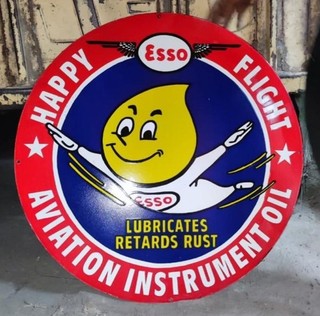 Esso
HAPPY FLIGHT
Esso
LUBRICATES
RETARDS RUST
AVIATION INSTRUMENT OIL